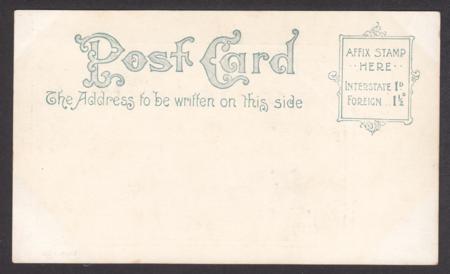 Post Card
The Address to be written on this side
AFFIX STAMP
HERE
INTERSTATE 1D
FOREIGN .. 1½D